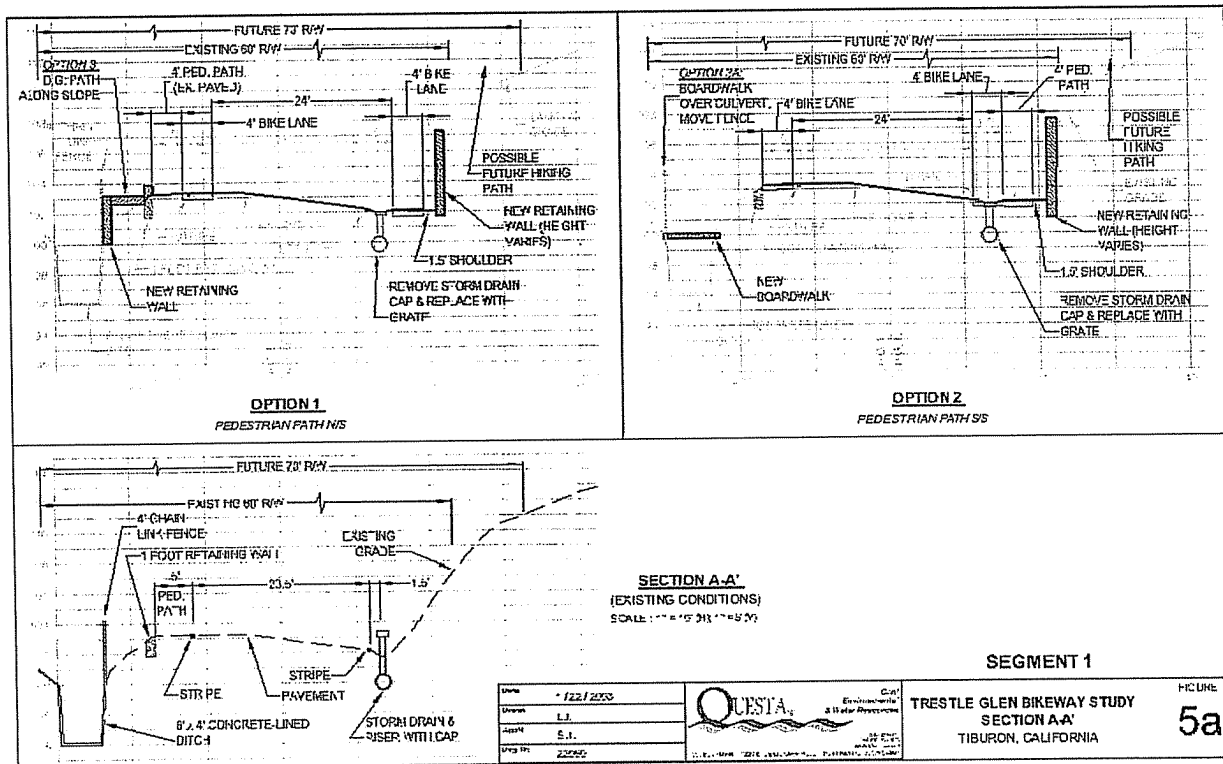 FUTURE 70' R/W
EXISTING 60' R/W
OPTION 3
D.G. PATH
ALONG SLOPE
4' PED. PATH
(EX. PAVED)
4' BIKE
LANE
24'
4' BIKE LANE
POSSIBLE
FUTURE HIKING
PATH
NEW RETAINING
WALL (HEIGHT
VARIES)
1.5' SHOULDER
NEW RETAINING
WALL
REMOVE STORM DRAIN
CAP & REPLACE WITH
GRATE
OPTION 1
PEDESTRIAN PATH N/S
FUTURE 70' R/W
EXISTING 60' R/W
BOARDWALK
OVER CULVERT,
MOVE FENCE
4' BIKE LANE
PED.
PATH
4' BIKE LANE
24'
POSSIBLE
FUTURE
HIKING
PATH
EXISTING
GRADE
NEW RETAINING
WALL (HEIGHT
VARIES)
1.5' SHOULDER
NEW
BOARDWALK
REMOVE STORM DRAIN
CAP & REPLACE WITH
GRATE
OPTION 2
PEDESTRIAN PATH S/S
FUTURE 70' R/W
EXISTING 60' R/W
4' CHAIN
LINK FENCE
1 FOOT RETAINING WALL
EXISTING
GRADE
5'
PED.
PATH
23.5'
1.5'
STRIPE
PAVEMENT
STRIPE
STORM DRAIN &
RISER WITH CAP
CONCRETE-LINED
DITCH
SECTION A-A'
(EXISTING CONDITIONS)
SEGMENT 1
QUESTA
Civil
Environmental
& Water Resources
TRESTLE GLEN BIKEWAY STUDY
SECTION A-A'
TIBURON, CALIFORNIA
FIGURE
5a